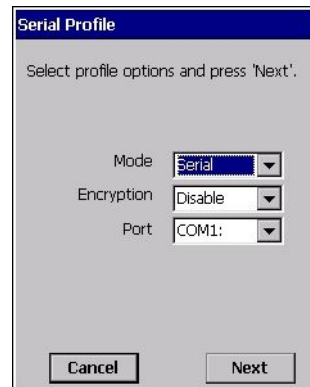 Serial Profile
Select profile options and press 'Next'.
Mode Serial
Encryption Disable
Port COM1:
Cancel Next